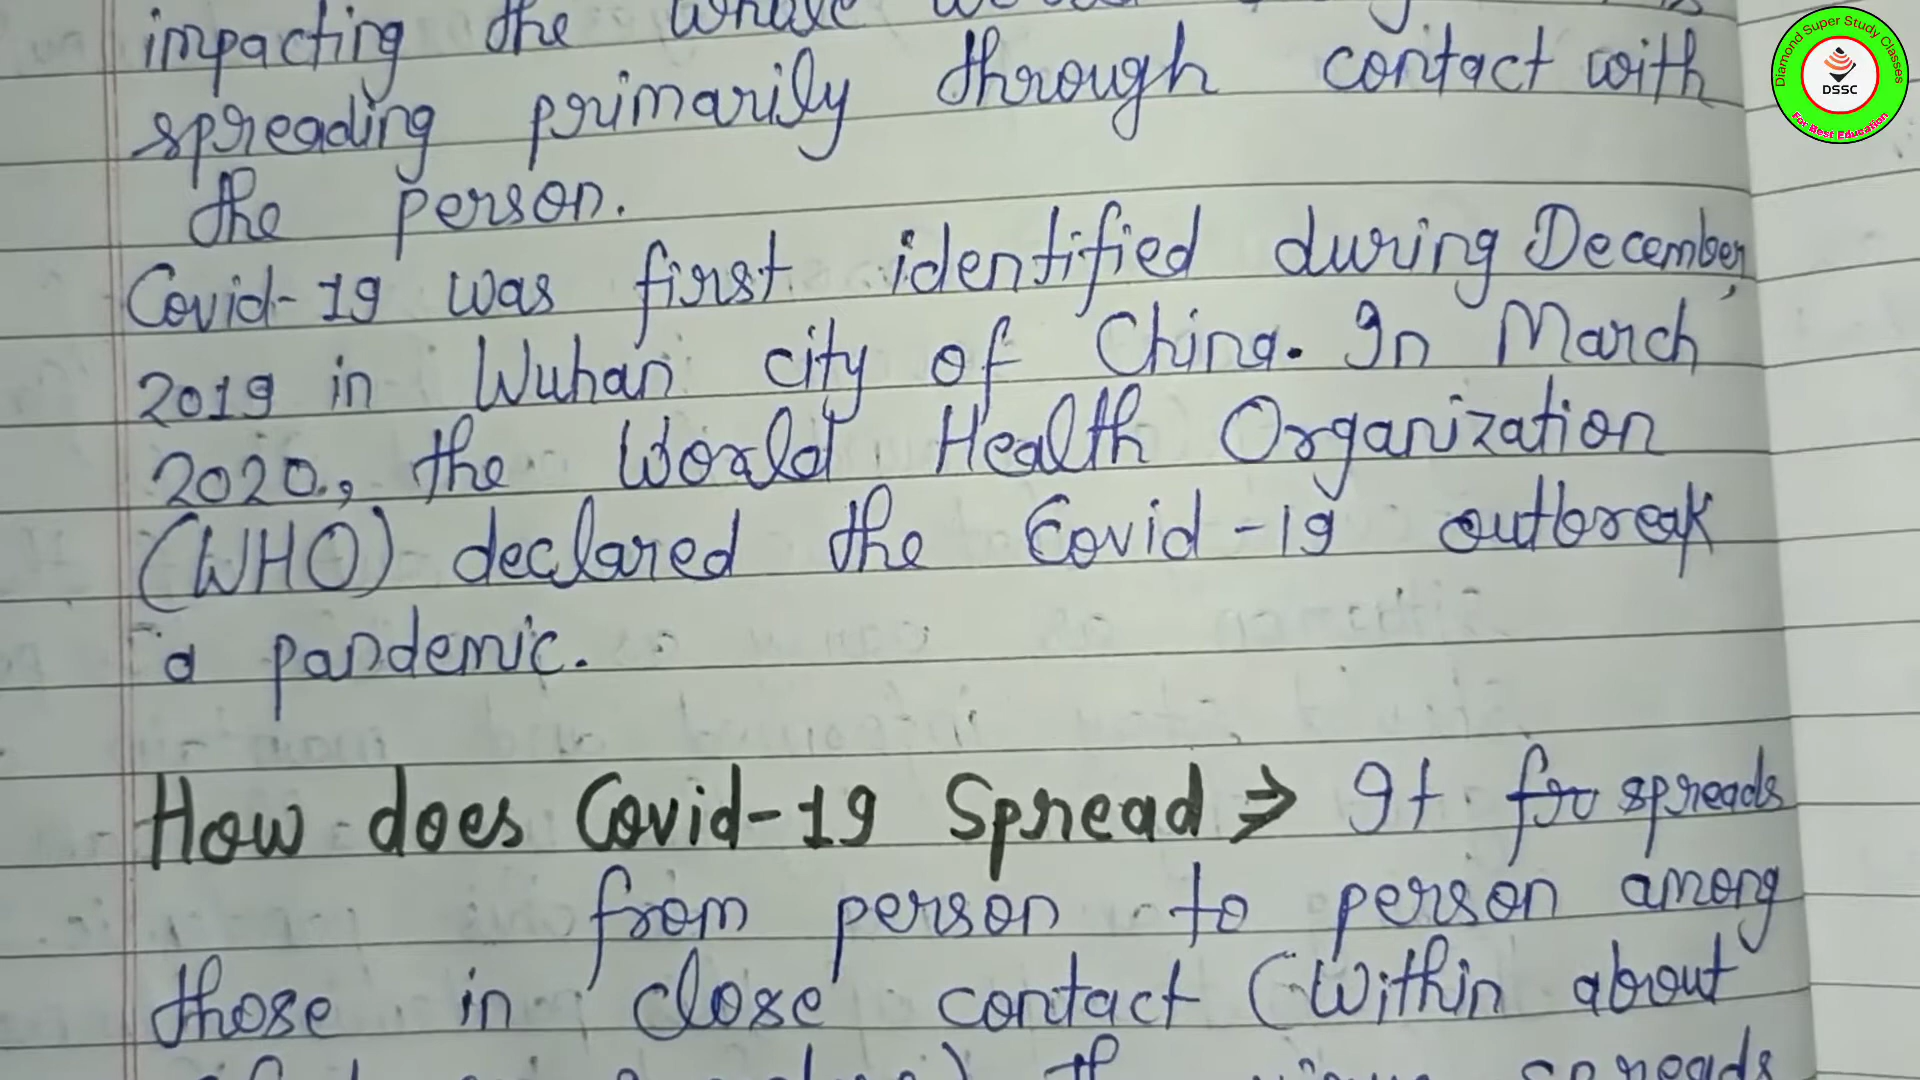 impacting the whole
spreading primarily through contact with
the person.
Covid-19 was first identified during December,
2019 in Wuhan city of China. In March
2020, the World Health Organization
(WHO) declared the Covid-19 outbreak
a pandemic.
How does Covid-19 Spread ⇒ It fro spreads
from person to person among
those in close contact (Within about
spreads
Diamond Super Study Classes
DSSC
For Best Education